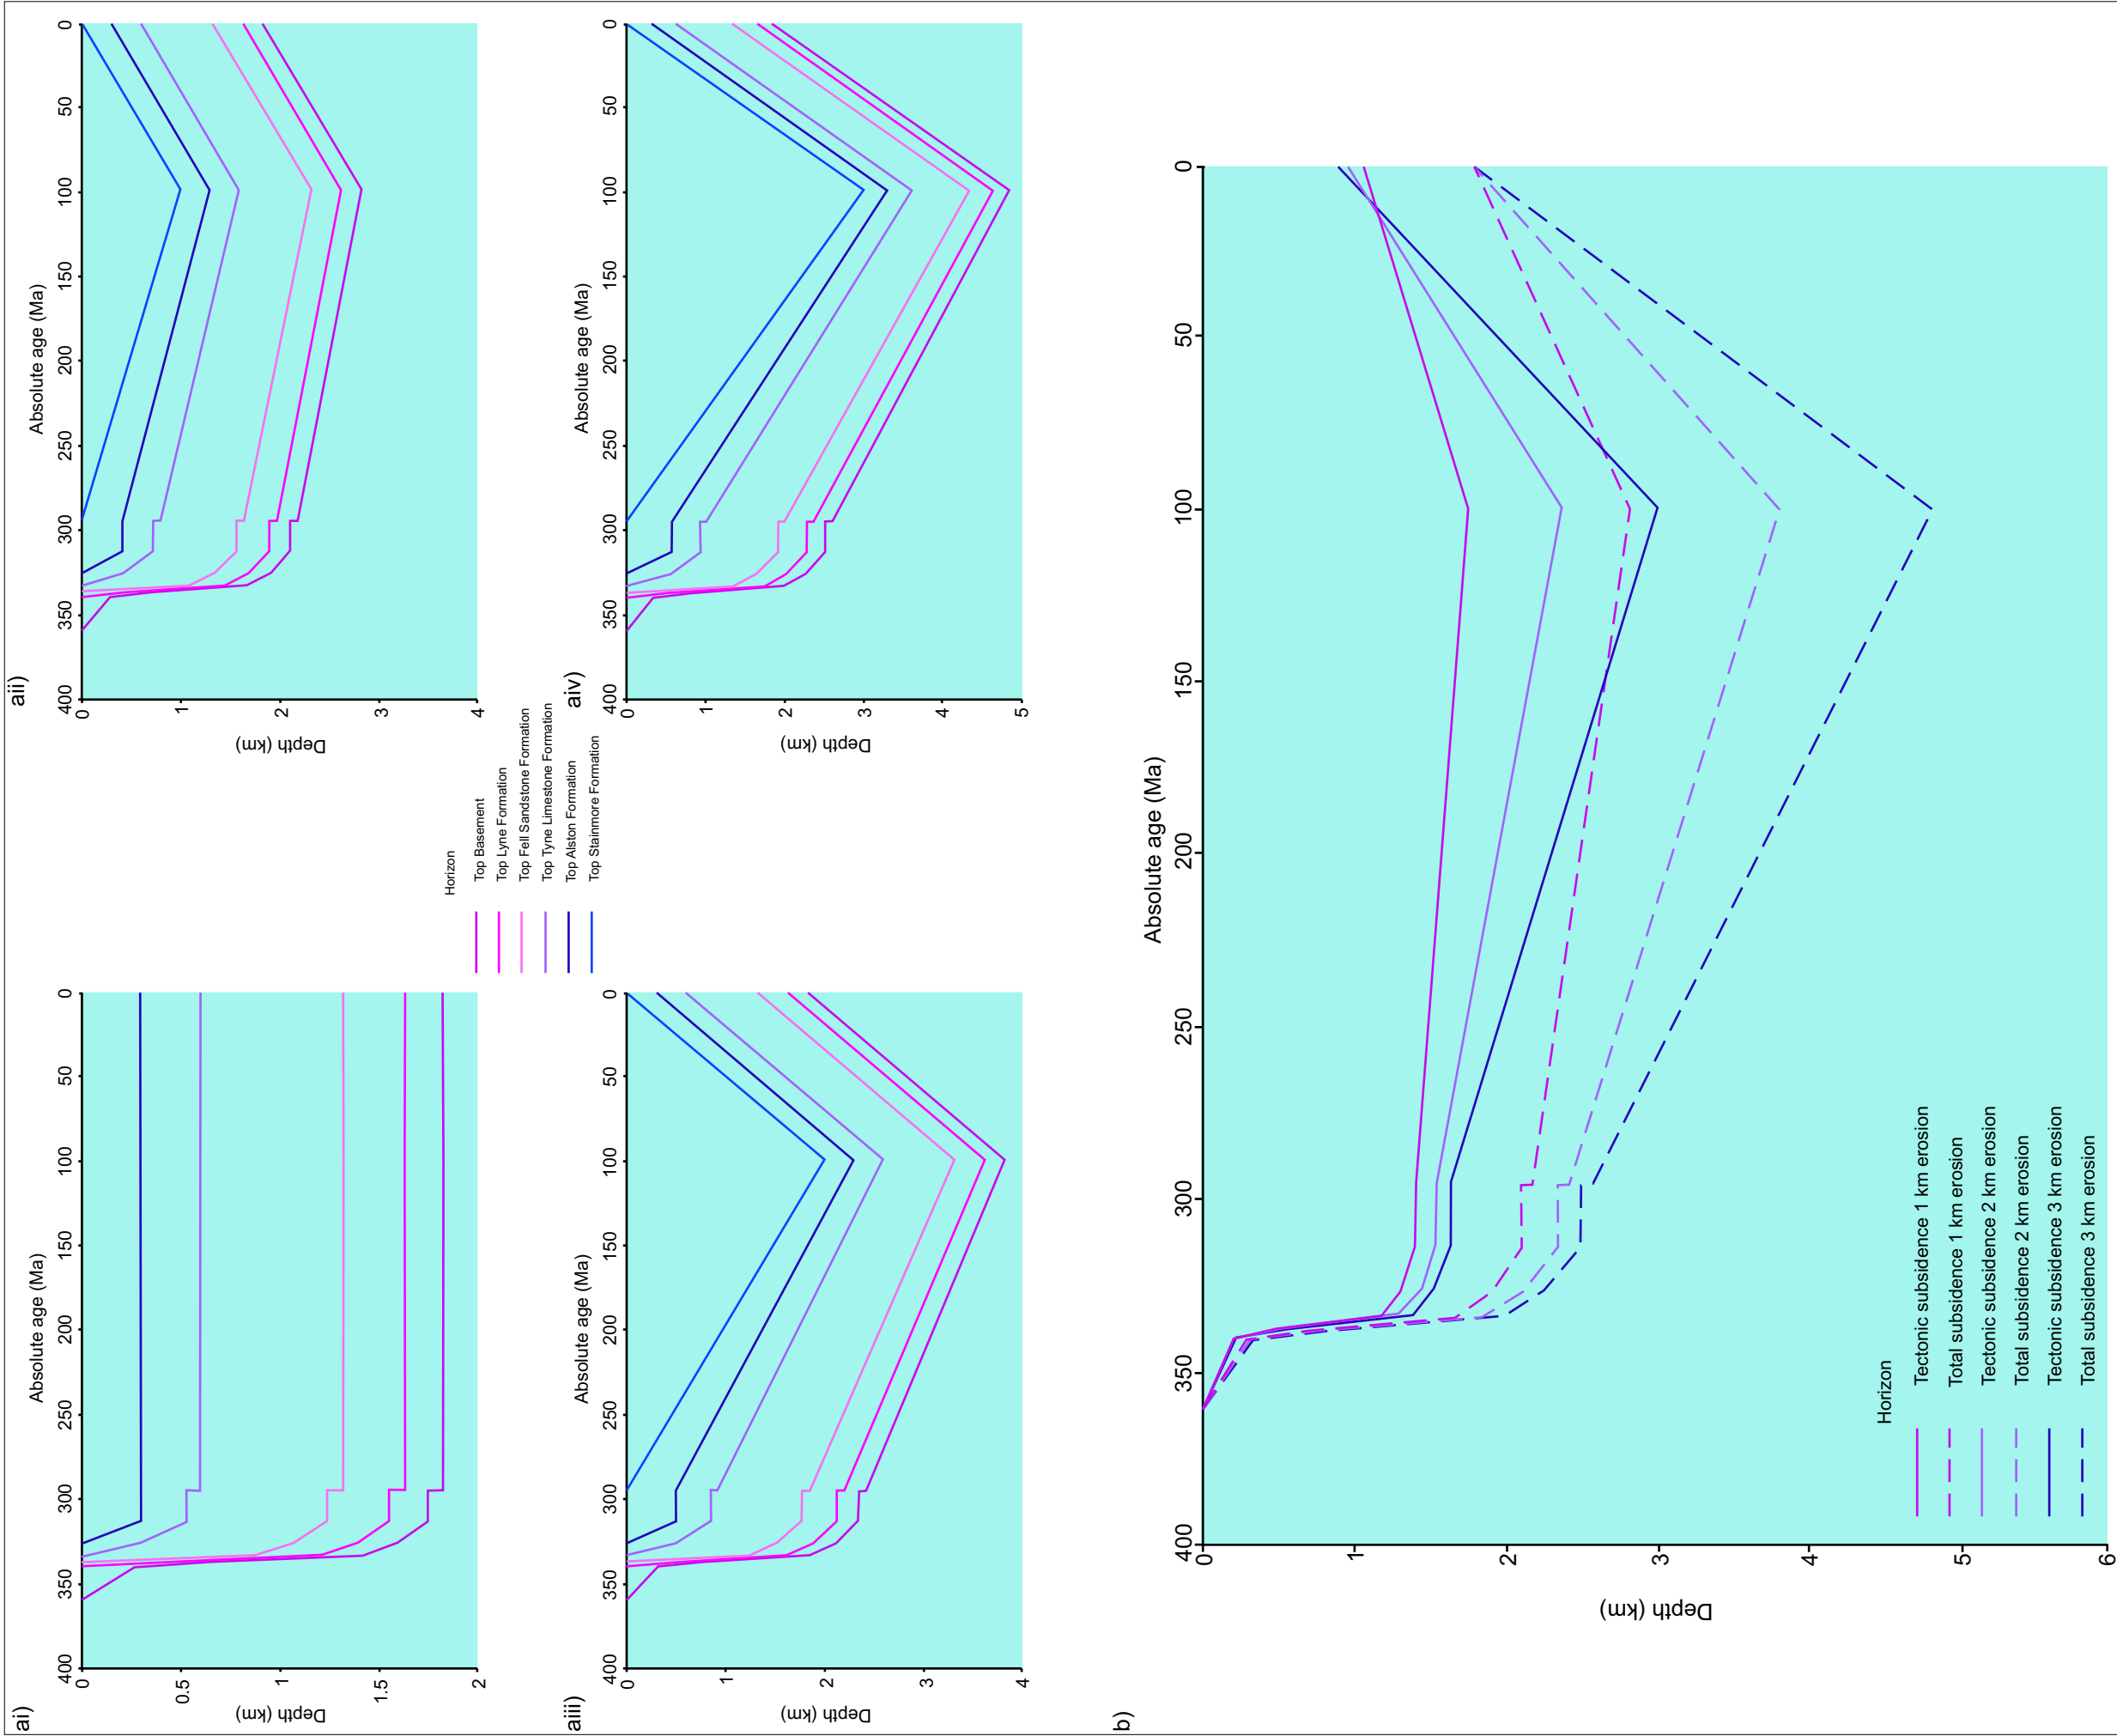 ai)
Absolute age (Ma)
400 350 300 250 200 150 100 50 0
0
0.5
1
1.5
2
Depth (km)
aii)
Absolute age (Ma)
400 350 300 250 200 150 100 50 0
0
1
2
3
4
Depth (km)
Horizon
Top Basement
Top Lyne Formation
Top Fell Sandstone Formation
Top Tyne Limestone Formation
Top Alston Formation
Top Stainmore Formation
aiii)
Absolute age (Ma)
400 350 300 250 200 150 100 50 0
0
1
2
3
4
Depth (km)
aiv)
Absolute age (Ma)
400 350 300 250 200 150 100 50 0
0
1
2
3
4
5
Depth (km)
b)
Absolute age (Ma)
400 350 300 250 200 150 100 50 0
0
1
2
3
4
5
6
Depth (km)
Horizon
Tectonic subsidence 1 km erosion
Total subsidence 1 km erosion
Tectonic subsidence 2 km erosion
Total subsidence 2 km erosion
Tectonic subsidence 3 km erosion
Total subsidence 3 km erosion